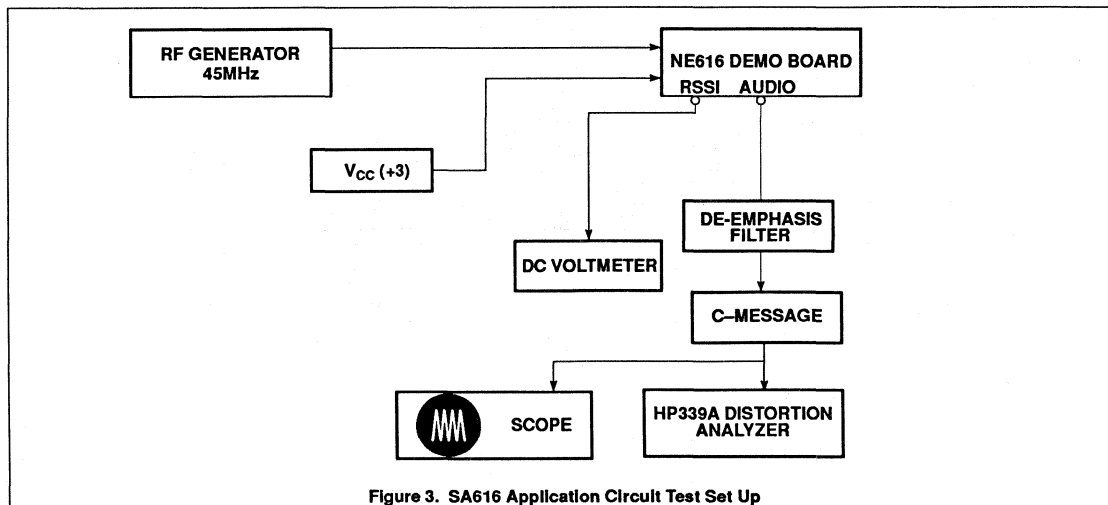 RF GENERATOR
45MHz
NE616 DEMO BOARD
RSSI AUDIO
VCC (+3)
DE-EMPHASIS
FILTER
DC VOLTMETER
C–MESSAGE
SCOPE
HP339A DISTORTION
ANALYZER
Figure 3. SA616 Application Circuit Test Set Up